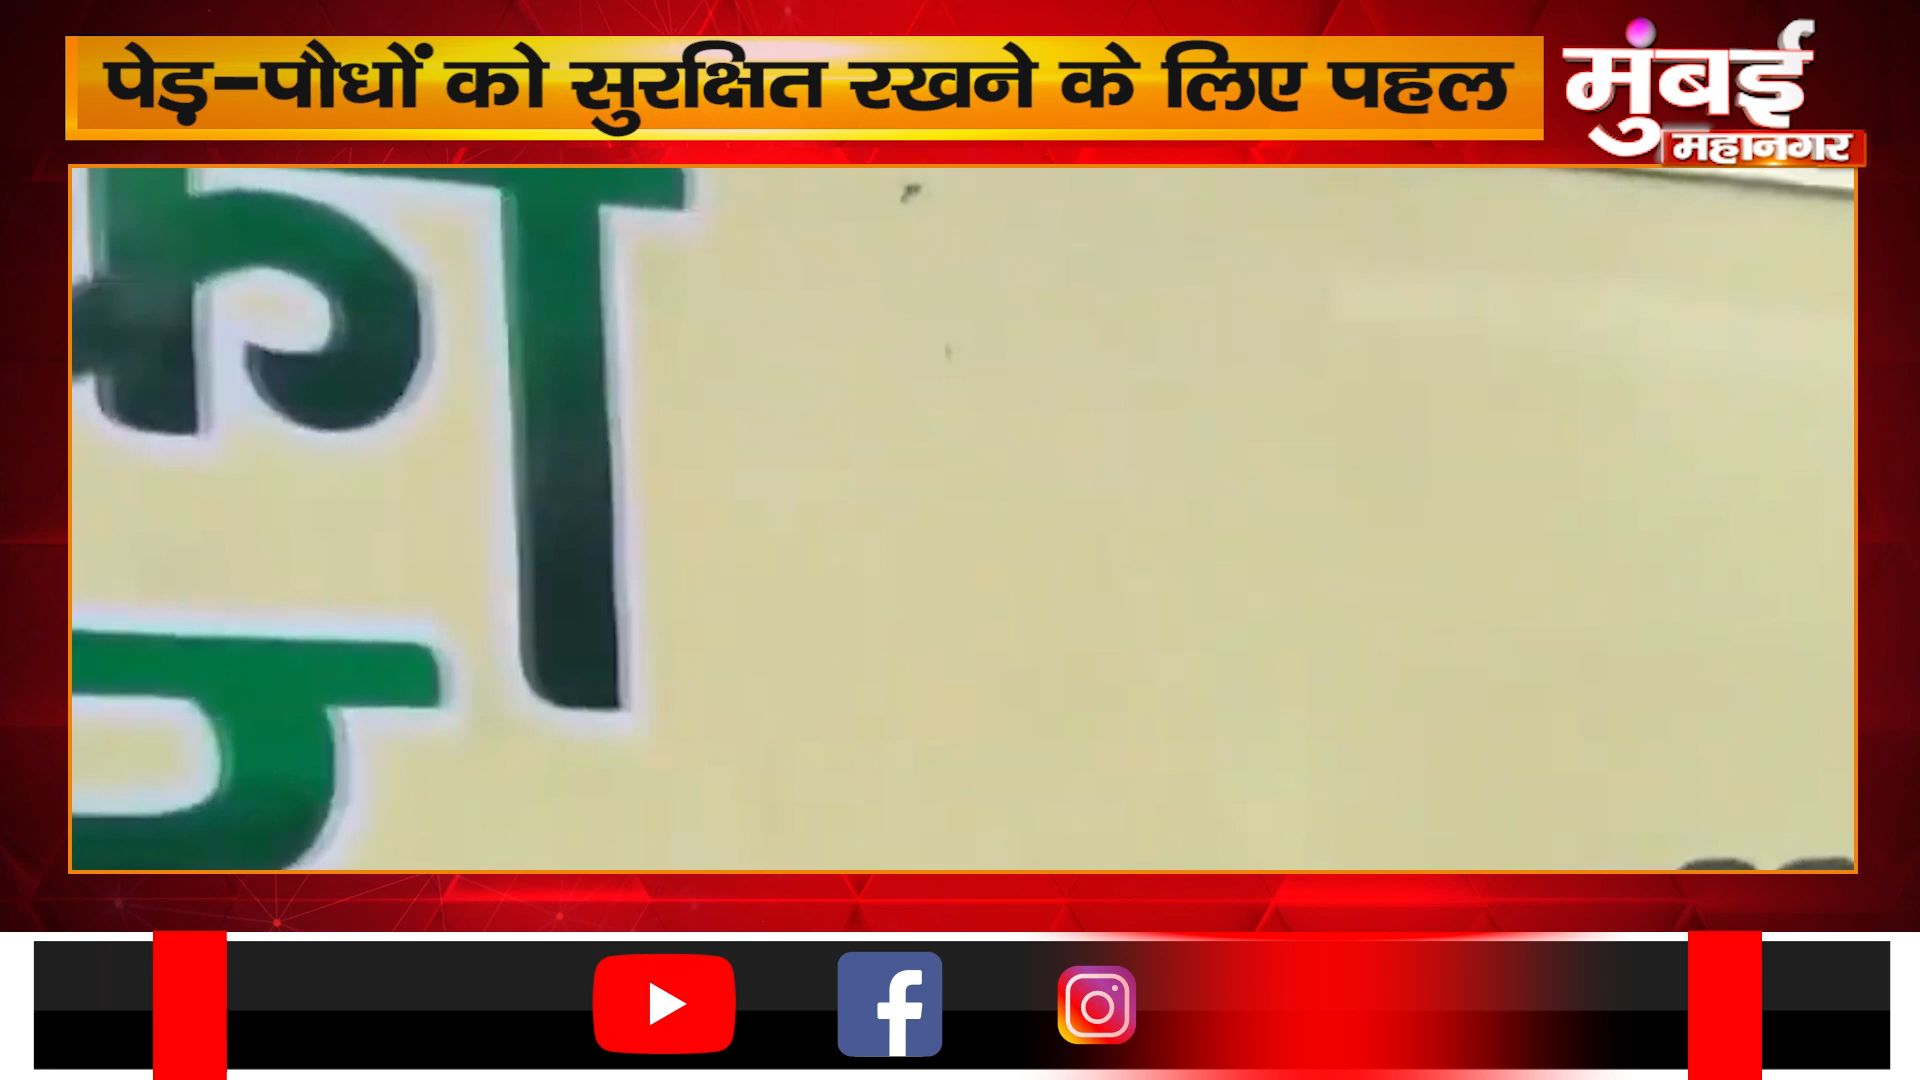 पेड़-पौधों को सुरक्षित रखने के लिए पहल
मुंबई
महानगर
का